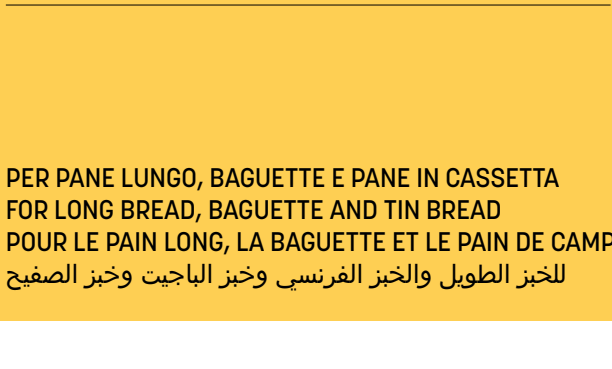 PER PANE LUNGO, BAGUETTE E PANE IN CASSETTA
FOR LONG BREAD, BAGUETTE AND TIN BREAD
POUR LE PAIN LONG, LA BAGUETTE ET LE PAIN DE CAMP
للخبز الطويل والخبز الفرنسي وخبز الباجيت وخبز الصفيح